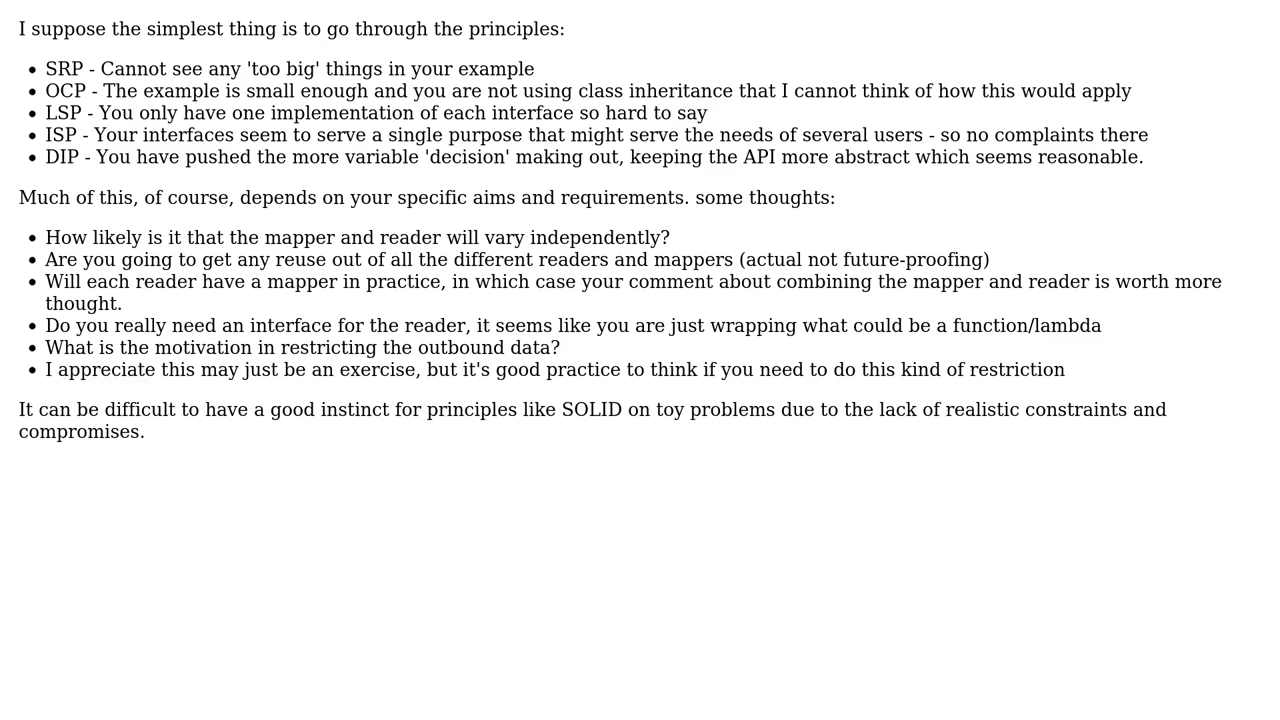 I suppose the simplest thing is to go through the principles:
• SRP - Cannot see any 'too big' things in your example
• OCP - The example is small enough and you are not using class inheritance that I cannot think of how this would apply
• LSP - You only have one implementation of each interface so hard to say
• ISP - Your interfaces seem to serve a single purpose that might serve the needs of several users - so no complaints there
• DIP - You have pushed the more variable 'decision' making out, keeping the API more abstract which seems reasonable.
Much of this, of course, depends on your specific aims and requirements. some thoughts:
• How likely is it that the mapper and reader will vary independently?
• Are you going to get any reuse out of all the different readers and mappers (actual not future-proofing)
• Will each reader have a mapper in practice, in which case your comment about combining the mapper and reader is worth more
thought.
• Do you really need an interface for the reader, it seems like you are just wrapping what could be a function/lambda
• What is the motivation in restricting the outbound data?
• I appreciate this may just be an exercise, but it's good practice to think if you need to do this kind of restriction
It can be difficult to have a good instinct for principles like SOLID on toy problems due to the lack of realistic constraints and
compromises.